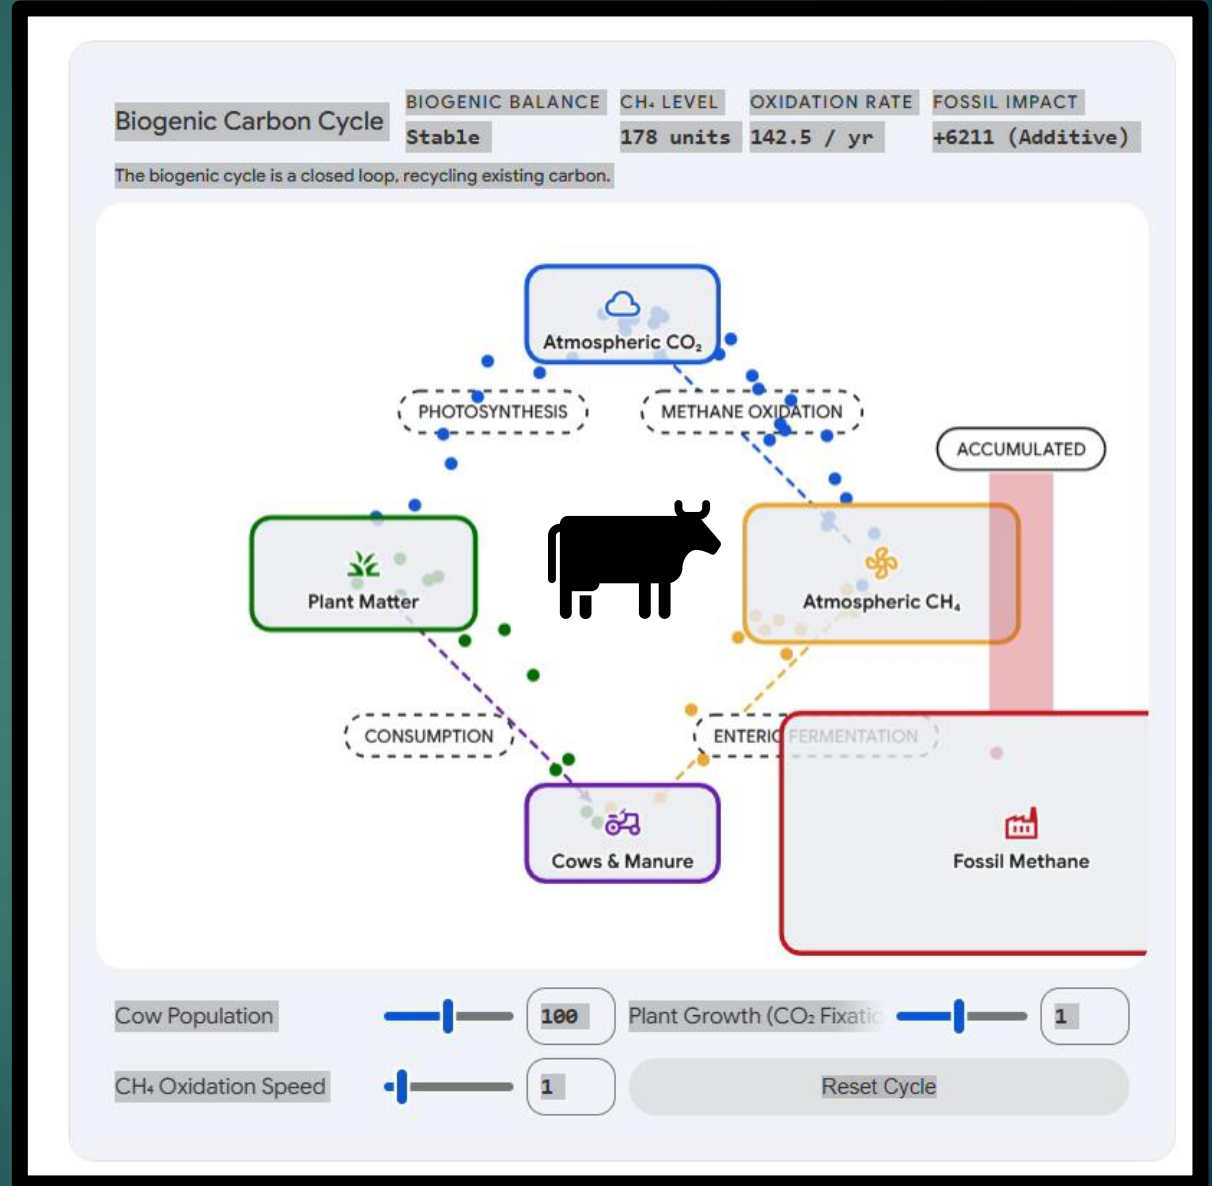 Biogenic Carbon Cycle
BIOGENIC BALANCE
Stable
CH₄ LEVEL
178 units
OXIDATION RATE
142.5 / yr
FOSSIL IMPACT
+6211 (Additive)
The biogenic cycle is a closed loop, recycling existing carbon.
Atmospheric CO₂
PHOTOSYNTHESIS
METHANE OXIDATION
ACCUMULATED
Plant Matter
Atmospheric CH₄
CONSUMPTION
ENTERIC FERMENTATION
Cows & Manure
Fossil Methane
Cow Population
100
Plant Growth (CO₂ Fixatic
1
CH₄ Oxidation Speed
1
Reset Cycle